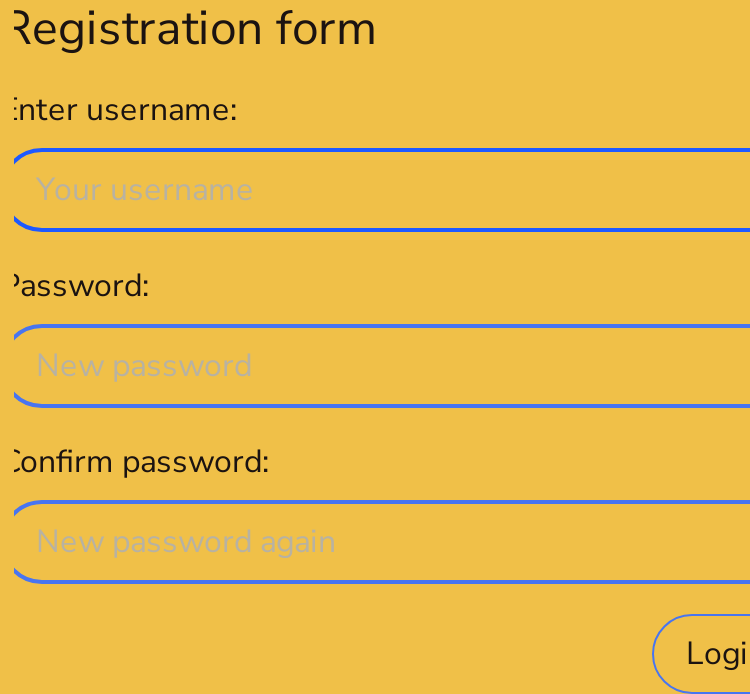 Registration form
Enter username:
Your username
Password:
New password
Confirm password:
New password again
Logi